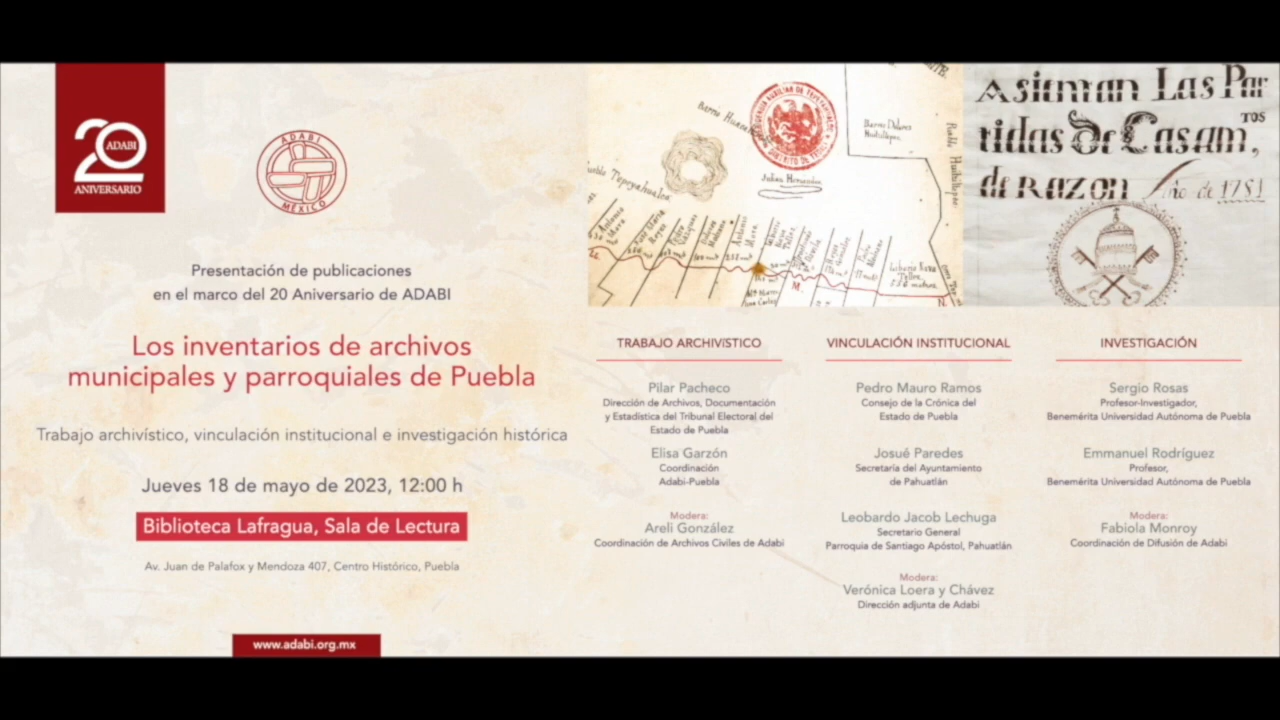 20
ADABI
ANIVERSARIO
ADABI
MÉXICO
Presentación de publicaciones
en el marco del 20 Aniversario de ADABI
Los inventarios de archivos
municipales y parroquiales de Puebla
Trabajo archivístico, vinculación institucional e investigación histórica
Jueves 18 de mayo de 2023, 12:00 h
Biblioteca Lafragua, Sala de Lectura
Av. Juan de Palafox y Mendoza 407, Centro Histórico, Puebla
www.adabi.org.mx
Barrio Dolores
Julian Hernandez
M.
N.
Asientan Las Par
tidas De Casam,
tos
de razon Año de 1751
TRABAJO ARCHIVÍSTICO
Pilar Pacheco
Dirección de Archivos, Documentación
y Estadística del Tribunal Electoral del
Estado de Puebla
Elisa Garzón
Coordinación
Adabi-Puebla
Modera:
Areli González
Coordinación de Archivos Civiles de Adabi
VINCULACIÓN INSTITUCIONAL
Pedro Mauro Ramos
Consejo de la Crónica del
Estado de Puebla
Josué Paredes
Secretaría del Ayuntamiento
de Pahuatlán
Leobardo Jacob Lechuga
Secretario General
Parroquia de Santiago Apóstol, Pahuatlán
Modera:
Verónica Loera y Chávez
Dirección adjunta de Adabi
INVESTIGACIÓN
Sergio Rosas
Profesor-Investigador,
Benemérita Universidad Autónoma de Puebla
Emmanuel Rodríguez
Profesor,
Benemérita Universidad Autónoma de Puebla
Modera:
Fabiola Monroy
Coordinación de Difusión de Adabi